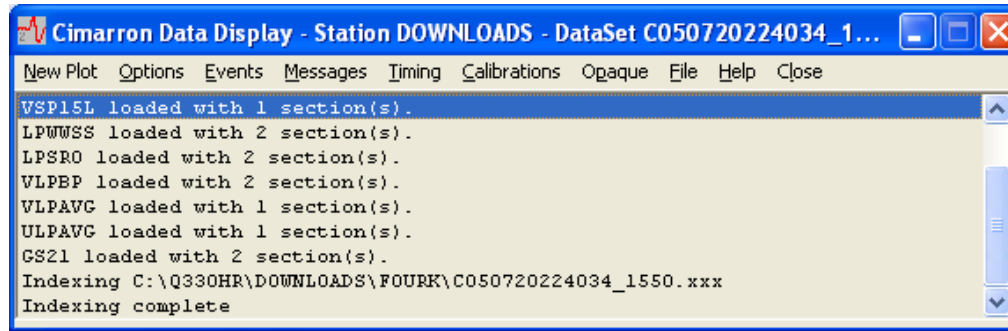 Cimarron Data Display - Station DOWNLOADS - DataSet C050720224034_1...
New Plot Options Events Messages Timing Calibrations Opaque File Help Close
VSP15L loaded with 1 section(s).
LPWWSS loaded with 2 section(s).
LPSRO loaded with 2 section(s).
VLPBP loaded with 2 section(s).
VLPAVG loaded with 1 section(s).
ULPAVG loaded with 1 section(s).
GS21 loaded with 2 section(s).
Indexing C:\Q330HR\DOWNLOADS\FOURK\C050720224034_1550.xxx
Indexing complete